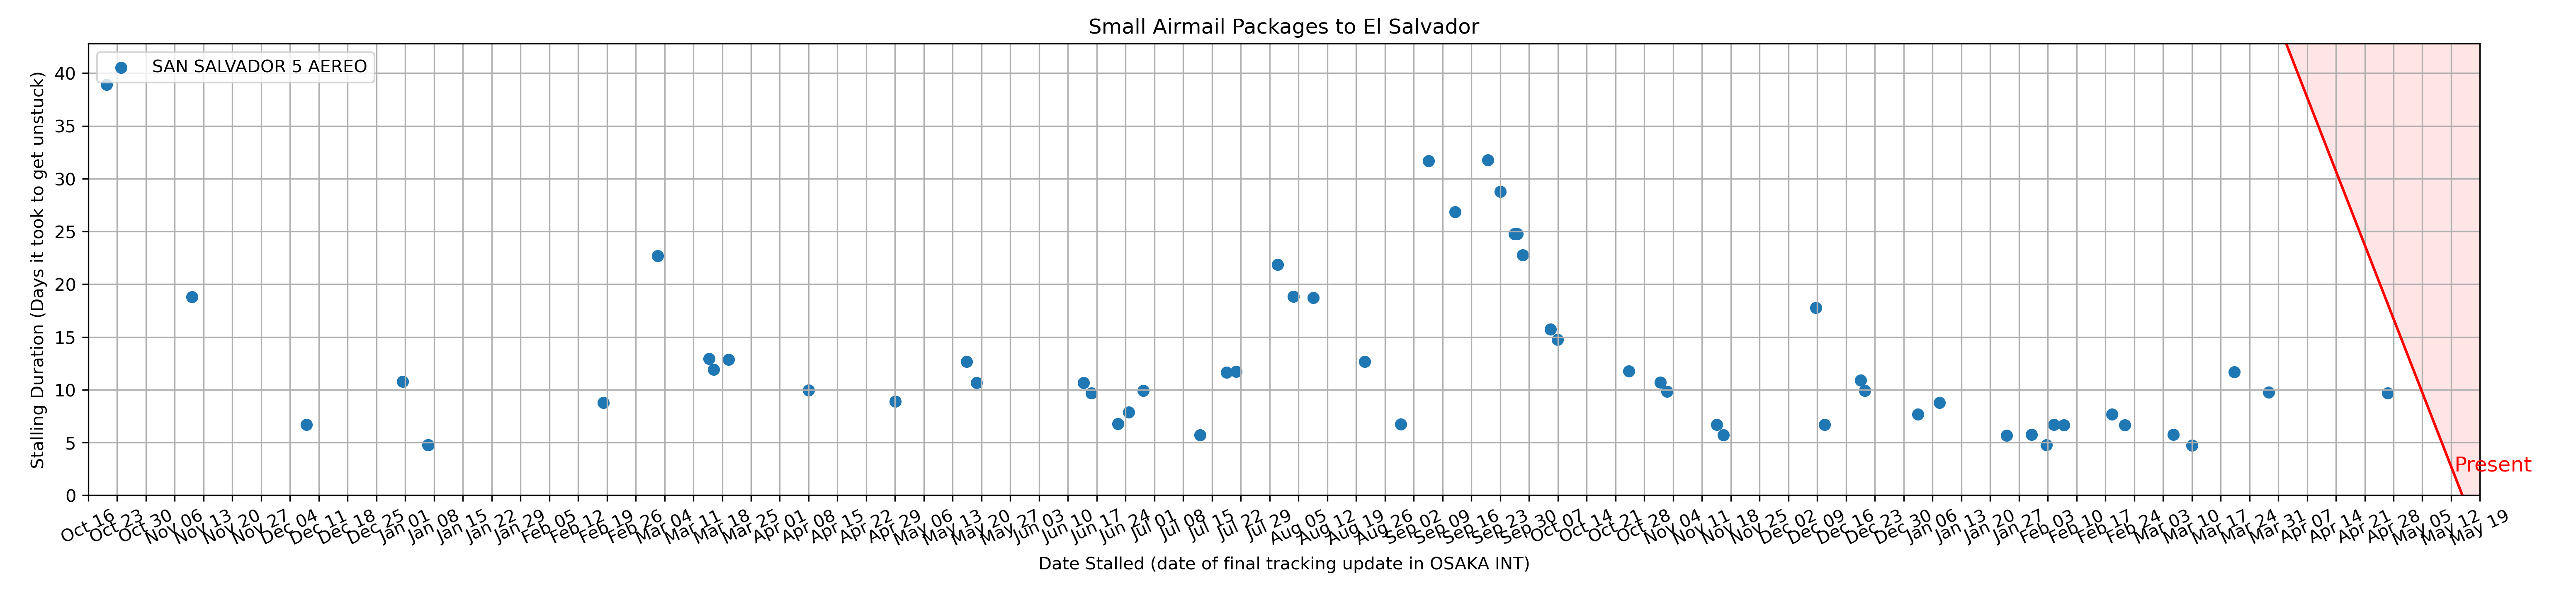 Small Airmail Packages to El Salvador
SAN SALVADOR 5 AEREO
Stalling Duration (Days it took to get unstuck)
40
35
30
25
20
15
10
5
0
Present
Oct 16
Oct 23
Oct 30
Nov 06
Nov 13
Nov 20
Nov 27
Dec 04
Dec 11
Dec 18
Dec 25
Jan 01
Jan 08
Jan 15
Jan 22
Jan 29
Feb 05
Feb 12
Feb 19
Feb 26
Mar 04
Mar 11
Mar 18
Mar 25
Apr 01
Apr 08
Apr 15
Apr 22
Apr 29
May 06
May 13
May 20
May 27
Jun 03
Jun 10
Jun 17
Jun 24
Jul 01
Jul 08
Jul 15
Jul 22
Jul 29
Aug 05
Aug 12
Aug 19
Aug 26
Sep 02
Sep 09
Sep 16
Sep 23
Sep 30
Oct 07
Oct 14
Oct 21
Oct 28
Nov 04
Nov 11
Nov 18
Nov 25
Dec 02
Dec 09
Dec 16
Dec 23
Dec 30
Jan 06
Jan 13
Jan 20
Jan 27
Feb 03
Feb 10
Feb 17
Feb 24
Mar 03
Mar 10
Mar 17
Mar 24
Mar 31
Apr 07
Apr 14
Apr 21
Apr 28
May 05
May 12
May 19
Date Stalled (date of final tracking update in OSAKA INT)